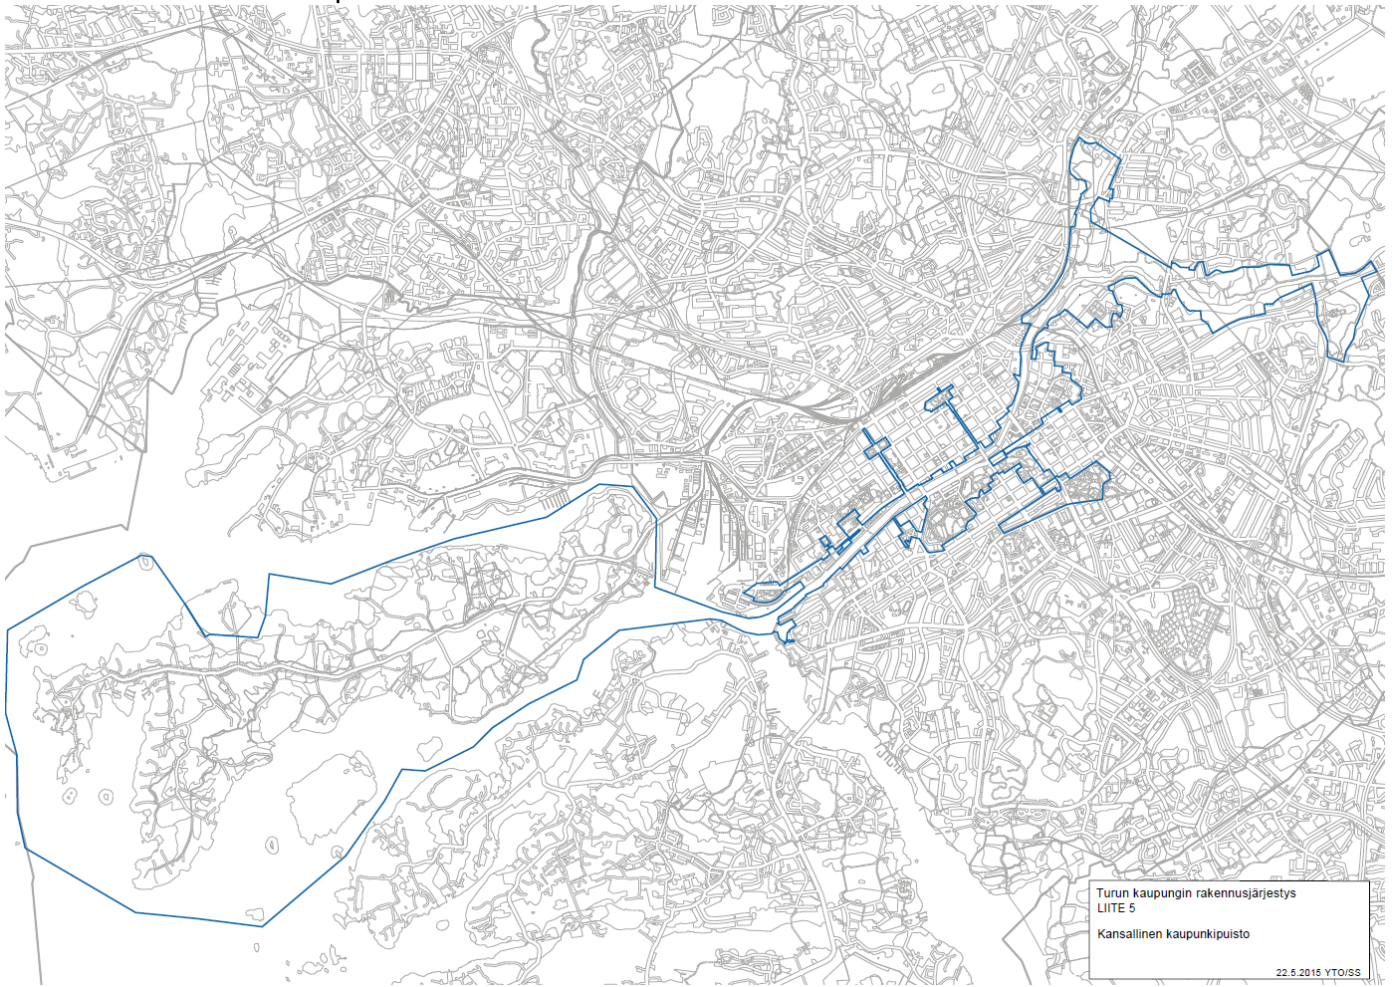 Turun kaupungin rakennusjärjestys
LIITE 5
Kansallinen kaupunkipuisto
22.5.2015 YTO/SS